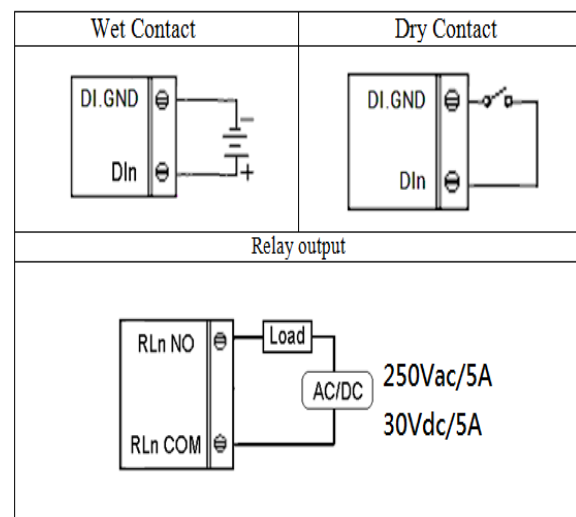 Wet Contact
Dry Contact
DI.GND
DIn
DI.GND
DIn
Relay output
RLn NO
Load
AC/DC
250Vac/5A
30Vdc/5A
RLn COM